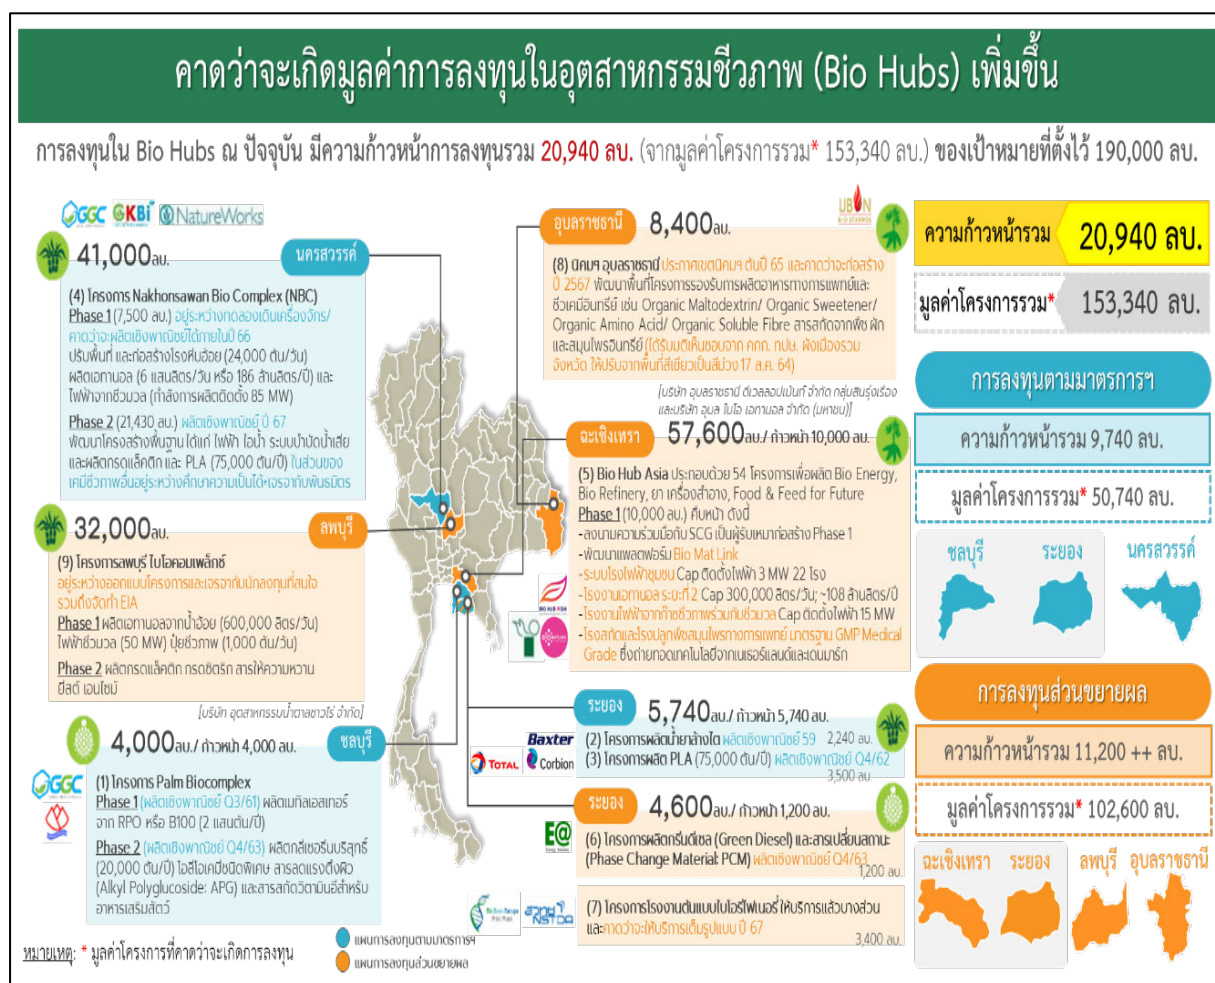 คาดว่าจะเกิดมูลค่าการลงทุนในอุตสาหกรรมชีวภาพ (Bio Hubs) เพิ่มขึ้น
การลงทุนใน Bio Hubs ณ ปัจจุบัน มีความก้าวหน้าการลงทุนรวม 20,940 ลบ. (จากมูลค่าโครงการรวม* 153,340 ลบ.) ของเป้าหมายที่ตั้งไว้ 190,000 ลบ.
GGC KBi NatureWorks
41,000ลบ. นครสวรรค์
(4) โครงการ Nakhonsawan Bio Complex (NBC)
Phase 1 (7,500 ลบ.) อยู่ระหว่างทดลองเดินเครื่องจักร/
คาดว่าจะผลิตเชิงพาณิชย์ได้ภายในปี 66
ปรับพื้นที่ และก่อสร้างโรงหีบอ้อย (24,000 ตัน/วัน)
ผลิตเอทานอล (6 แสนลิตร/วัน หรือ 186 ล้านลิตร/ปี) และ
ไฟฟ้าจากชีวมวล (กำลังการผลิตติดตั้ง 85 MW)
Phase 2 (21,430 ลบ.) ผลิตเชิงพาณิชย์ ปี 67
พัฒนาโครงสร้างพื้นฐาน ได้แก่ ไฟฟ้า ไอน้ำ ระบบบำบัดน้ำเสีย
และผลิตกรดแล็คติก และ PLA (75,000 ตัน/ปี) ในส่วนของ
เคมีชีวภาพอื่นอยู่ระหว่างศึกษาความเป็นได้+เจรจากับพันธมิตร
32,000ลบ. ลพบุรี
(9) โครงการลพบุรี ไบโอคอมเพล็กซ์
อยู่ระหว่างออกแบบโครงการและเจรจากับนักลงทุนที่สนใจ
รวมถึงจัดทำ EIA
Phase 1 ผลิตเอทานอลจากน้ำอ้อย (600,000 ลิตร/วัน)
ไฟฟ้าชีวมวล (50 MW) ปุ๋ยชีวภาพ (1,000 ตัน/วัน)
Phase 2 ผลิตกรดแล็คติก กรดซิตริก สารให้ความหวาน
ยีสต์ เอนไซม์
[บริษัท อุตสาหกรรมน้ำตาลชาวไร่ จำกัด]
4,000ลบ./ ก้าวหน้า 4,000 ลบ. ชลบุรี
GGC
(1) โครงการ Palm Biocomplex
Phase 1 (ผลิตเชิงพาณิชย์ Q3/61) ผลิตเมทิลเอสเทอร์
จาก RPO หรือ B100 (2 แสนตัน/ปี)
Phase 2 (ผลิตเชิงพาณิชย์ Q4/63) ผลิตกลีเซอรีนบริสุทธิ์
(20,000 ตัน/ปี) โอลีโอเคมีชนิดพิเศษ สารลดแรงตึงผิว
(Alkyl Polyglucoside: APG) และสารสกัดวิตามินอีสำหรับ
อาหารเสริมสัตว์
หมายเหตุ: * มูลค่าโครงการที่คาดว่าจะเกิดการลงทุน
แผนการลงทุนตามมาตรการฯ
แผนการลงทุนส่วนขยายผล
อุบลราชธานี 8,400ลบ.
UBON
BIO ETHANOL
(8) นิคมฯ อุบลราชธานี ประกาศเขตนิคมฯ ต้นปี 65 และคาดว่าจะก่อสร้าง
ปี 2567 พัฒนาพื้นที่โครงการรองรับการผลิตอาหารทางการแพทย์และ
ชีวเคมีอินทรีย์ เช่น Organic Maltodextrin/ Organic Sweetener/
Organic Amino Acid/ Organic Soluble Fibre สารสกัดจากพืช ผัก
และสมุนไพรอินทรีย์ (ได้รับมติเห็นชอบจาก คกก. ทปษ. ผังเมืองรวม
จังหวัด ให้ปรับจากพื้นที่สีเขียวเป็นสีม่วง 17 ส.ค. 64)
[บริษัท อุบลราชธานี ดีเวลลอปเม้นท์ จำกัด กลุ่มสินรุ่งเรือง
และบริษัท อุบล ไบโอ เอทานอล จำกัด (มหาชน)]
ฉะเชิงเทรา 57,600ลบ./ ก้าวหน้า 10,000 ลบ.
(5) Bio Hub Asia ประกอบด้วย 54 โครงการเพื่อผลิต Bio Energy,
Bio Refinery, ยา เครื่องสำอาง, Food & Feed for Future
Phase 1 (10,000 ลบ.) คืบหน้า ดังนี้
-ลงนามความร่วมมือกับ SCG เป็นผู้รับเหมาก่อสร้าง Phase 1
-พัฒนาแพลตฟอร์ม Bio Mat Link
-ระบบโรงไฟฟ้าชุมชน Cap ติดตั้งไฟฟ้า 3 MW 22 โรง
-โรงงานเอทานอล ระยะที่ 2 Cap 300,000 ลิตร/วัน; ~108 ล้านลิตร/ปี
-โรงงานไฟฟ้าจากก๊าซชีวภาพร่วมกับชีวมวล Cap ติดตั้งไฟฟ้า 15 MW
-โรงสกัดและโรงปลูกพืชสมุนไพรทางการแพทย์ มาตรฐาน GMP Medical
Grade ซึ่งถ่ายทอดเทคโนโลยีจากเนเธอร์แลนด์และเดนมาร์ก
BIO HUB ASIA
ระยอง 5,740ลบ./ ก้าวหน้า 5,740 ลบ.
Baxter
TOTAL Corbion
(2) โครงการผลิตน้ำยาล้างไต ผลิตเชิงพาณิชย์ 59 2,240 ลบ.
(3) โครงการผลิต PLA (75,000 ตัน/ปี) ผลิตเชิงพาณิชย์ Q4/62
3,500 ลบ.
ระยอง 4,600ลบ./ ก้าวหน้า 1,200 ลบ.
E@
(6) โครงการผลิตกรีนดีเซล (Green Diesel) และสารเปลี่ยนสถานะ
(Phase Change Material: PCM) ผลิตเชิงพาณิชย์ Q4/63
1,200 ลบ.
Bio Base Europe
Pilot Plant
สวทช
NSTDA
(7) โครงการโรงงานต้นแบบไบโอรีไฟเนอรี่ ให้บริการแล้วบางส่วน
และคาดว่าจะให้บริการเต็มรูปแบบ ปี 67
3,400 ลบ.
ความก้าวหน้ารวม 20,940 ลบ.
มูลค่าโครงการรวม* 153,340 ลบ.
การลงทุนตามมาตรการฯ
ความก้าวหน้ารวม 9,740 ลบ.
มูลค่าโครงการรวม* 50,740 ลบ.
ชลบุรี ระยอง นครสวรรค์
การลงทุนส่วนขยายผล
ความก้าวหน้ารวม 11,200 ++ ลบ.
มูลค่าโครงการรวม* 102,600 ลบ.
ฉะเชิงเทรา ระยอง ลพบุรี อุบลราชธานี